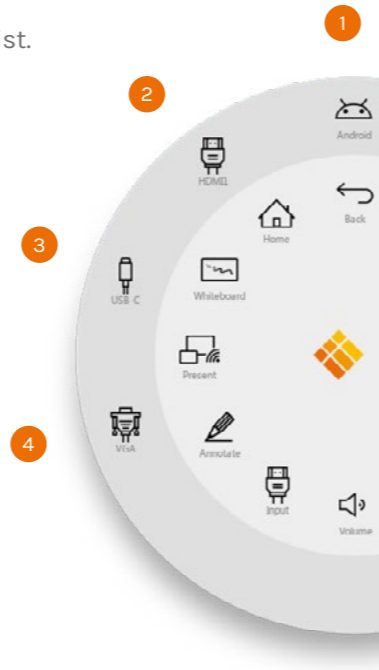 st.
1
2
3
4
Android
HDMI1
Back
Home
USB-C
Whiteboard
Present
VGA
Annotate
Input
Volume